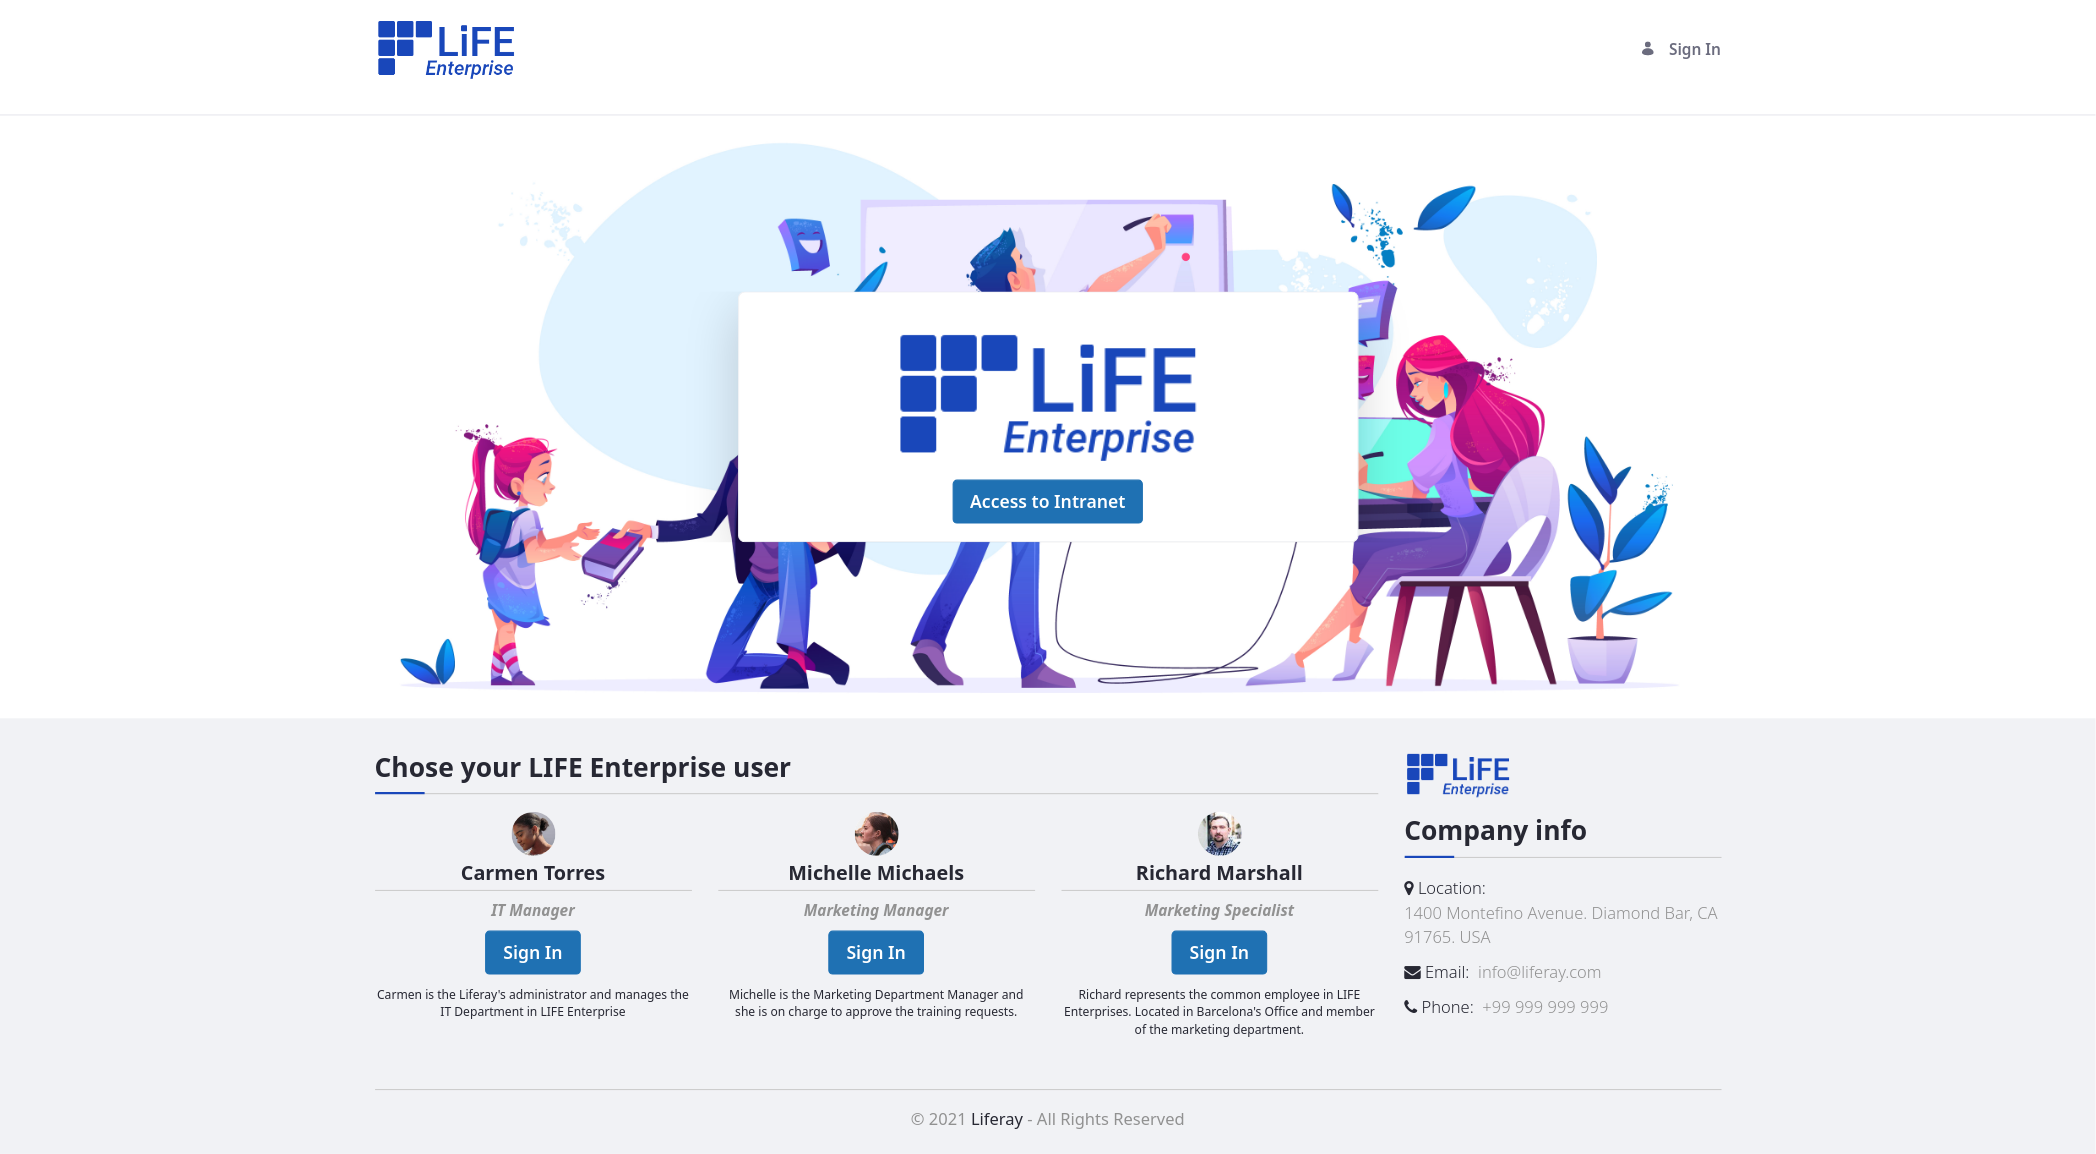 LiFE
Enterprise
Sign In
LiFE
Enterprise
Access to Intranet
Chose your LIFE Enterprise user
Carmen Torres
IT Manager
Sign In
Carmen is the Liferay's administrator and manages the
IT Department in LIFE Enterprise
Michelle Michaels
Marketing Manager
Sign In
Michelle is the Marketing Department Manager and
she is on charge to approve the training requests.
Richard Marshall
Marketing Specialist
Sign In
Richard represents the common employee in LIFE
Enterprises. Located in Barcelona's Office and member
of the marketing department.
LiFE
Enterprise
Company info
Location:
1400 Montefino Avenue. Diamond Bar, CA
91765. USA
Email: info@liferay.com
Phone: +99 999 999 999
© 2021 Liferay - All Rights Reserved